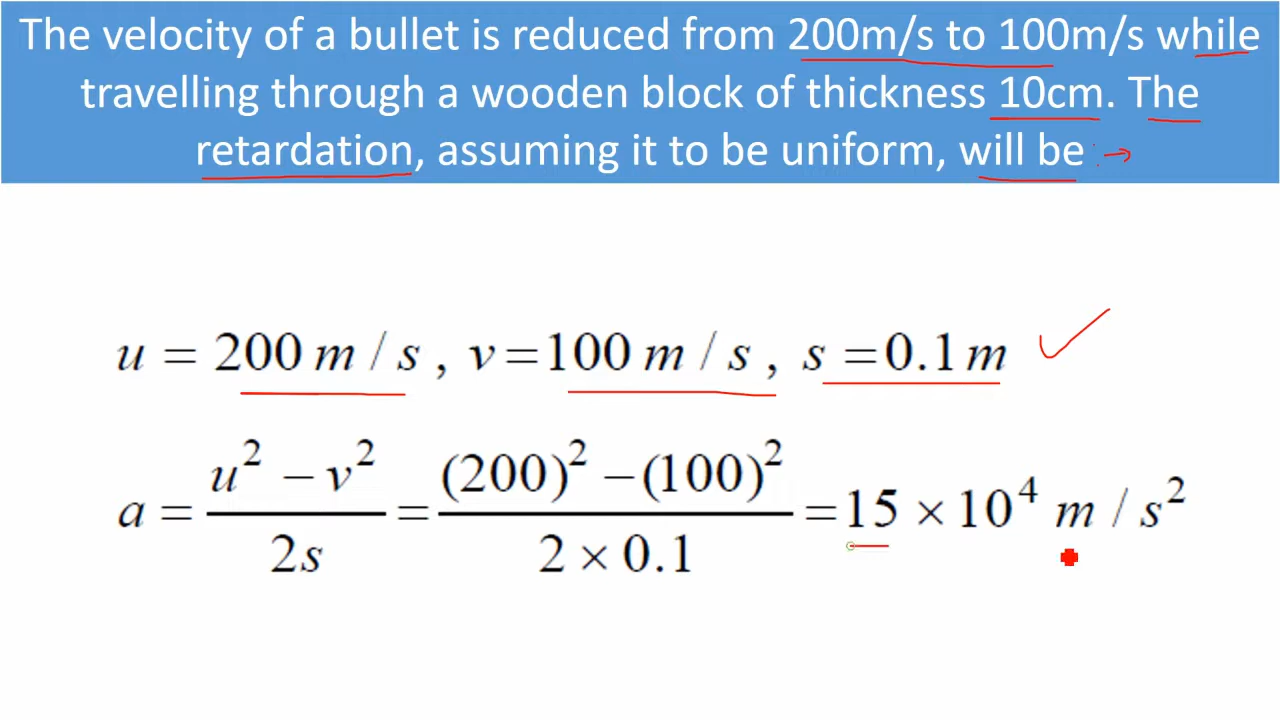 The velocity of a bullet is reduced from 200m/s to 100m/s while
travelling through a wooden block of thickness 10cm. The
retardation, assuming it to be uniform, will be :→
u = 200 m / s , v=100 m / s , s =0.1 m ✓
a = (u² − v²)/(2s) = ((200)² − (100)²)/(2 × 0.1) = 15 × 10⁴ m / s²